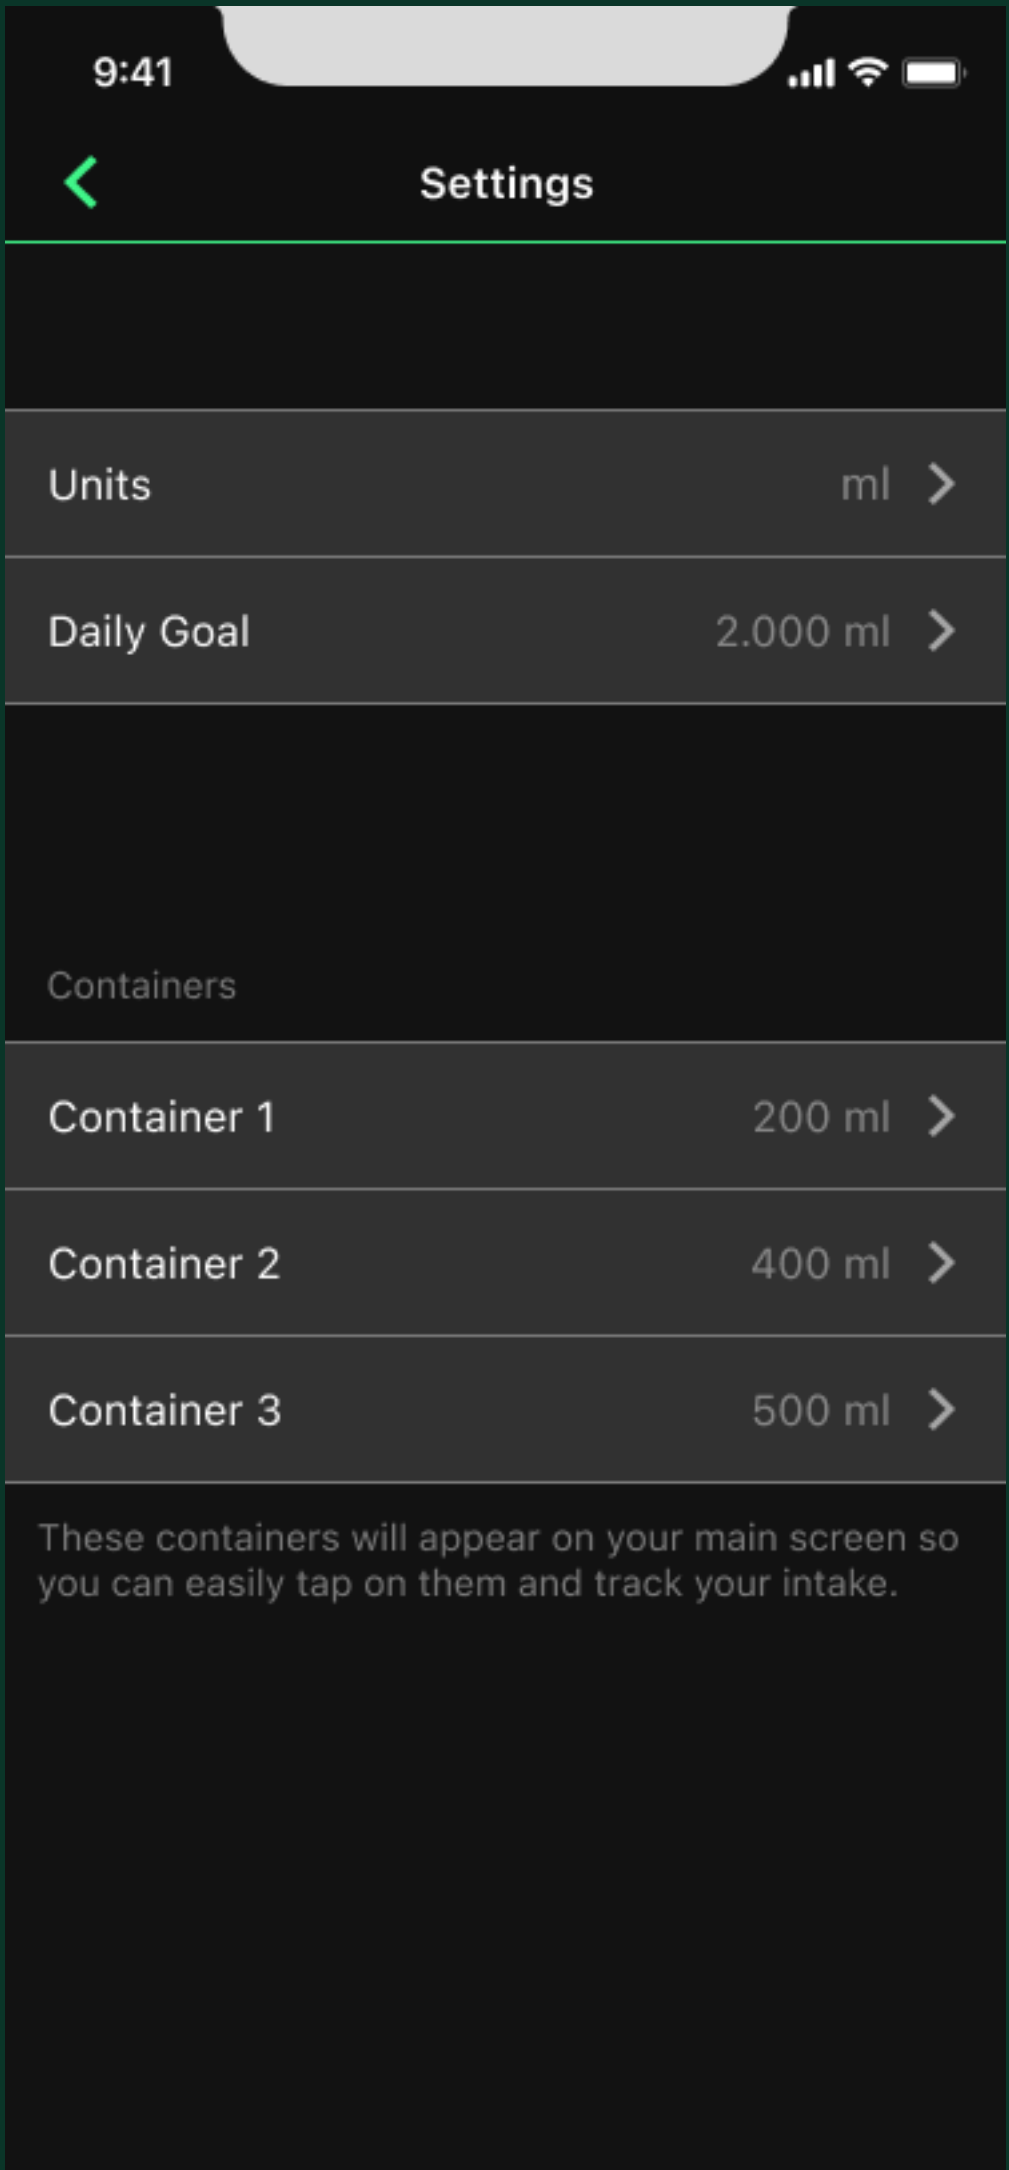 9:41
Settings
Units ml
Daily Goal 2.000 ml
Containers
Container 1 200 ml
Container 2 400 ml
Container 3 500 ml
These containers will appear on your main screen so
you can easily tap on them and track your intake.